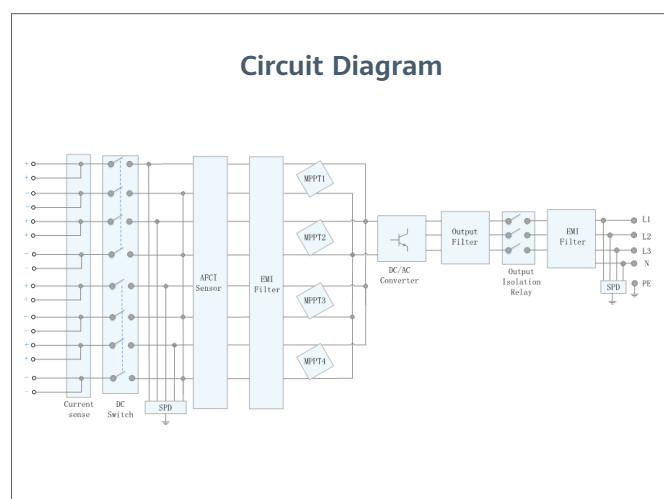 Circuit Diagram
+
+
−
−
+
+
−
−
+
+
−
−
+
+
−
−
Current
sense
DC
Switch
SPD
AFCI
Sensor
EMI
Filter
MPPT1
MPPT2
MPPT3
MPPT4
DC/AC
Converter
Output
Filter
Output
Isolation
Relay
EMI
Filter
L1
L2
L3
N
SPD
PE